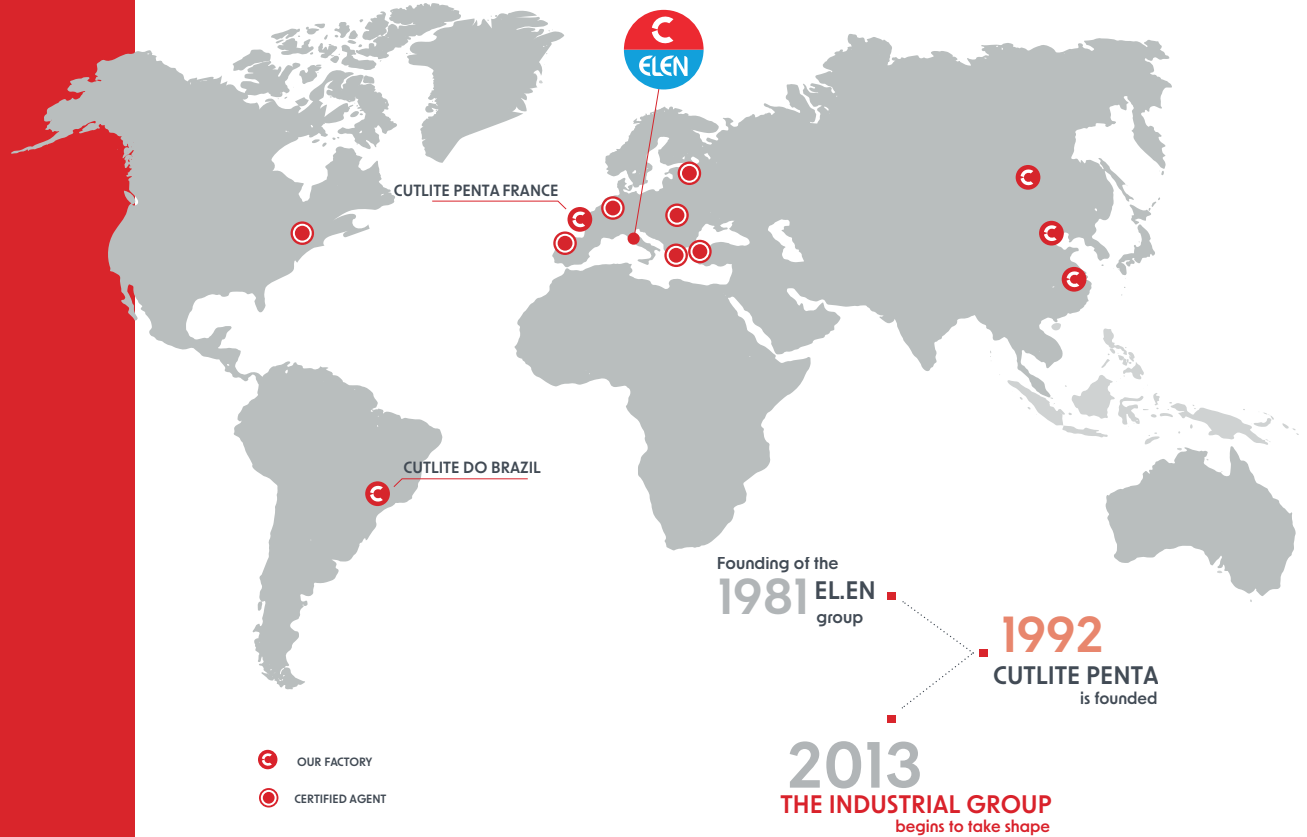 ELEN
CUTLITE PENTA FRANCE
CUTLITE DO BRAZIL
Founding of the
1981 EL.EN
group
1992
CUTLITE PENTA
is founded
2013
THE INDUSTRIAL GROUP
begins to take shape
OUR FACTORY
CERTIFIED AGENT